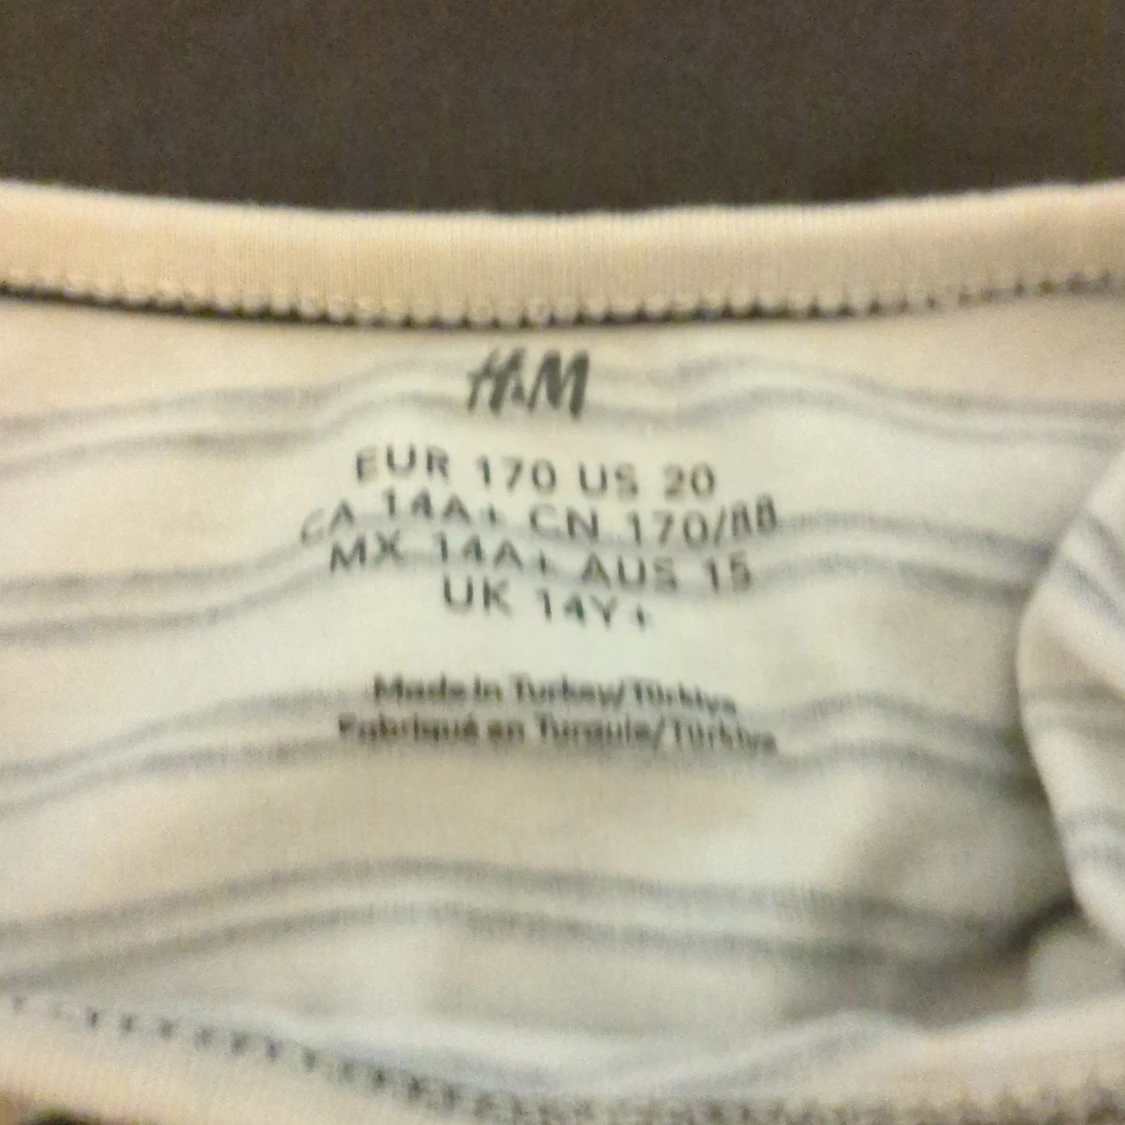 H&M
EUR 170 US 20
CA 14A+ CN 170/88
MX 14A+ AUS 15
UK 14Y+
Made in Turkey/Türkiye
Fabriqué en Turquie/Türkiye